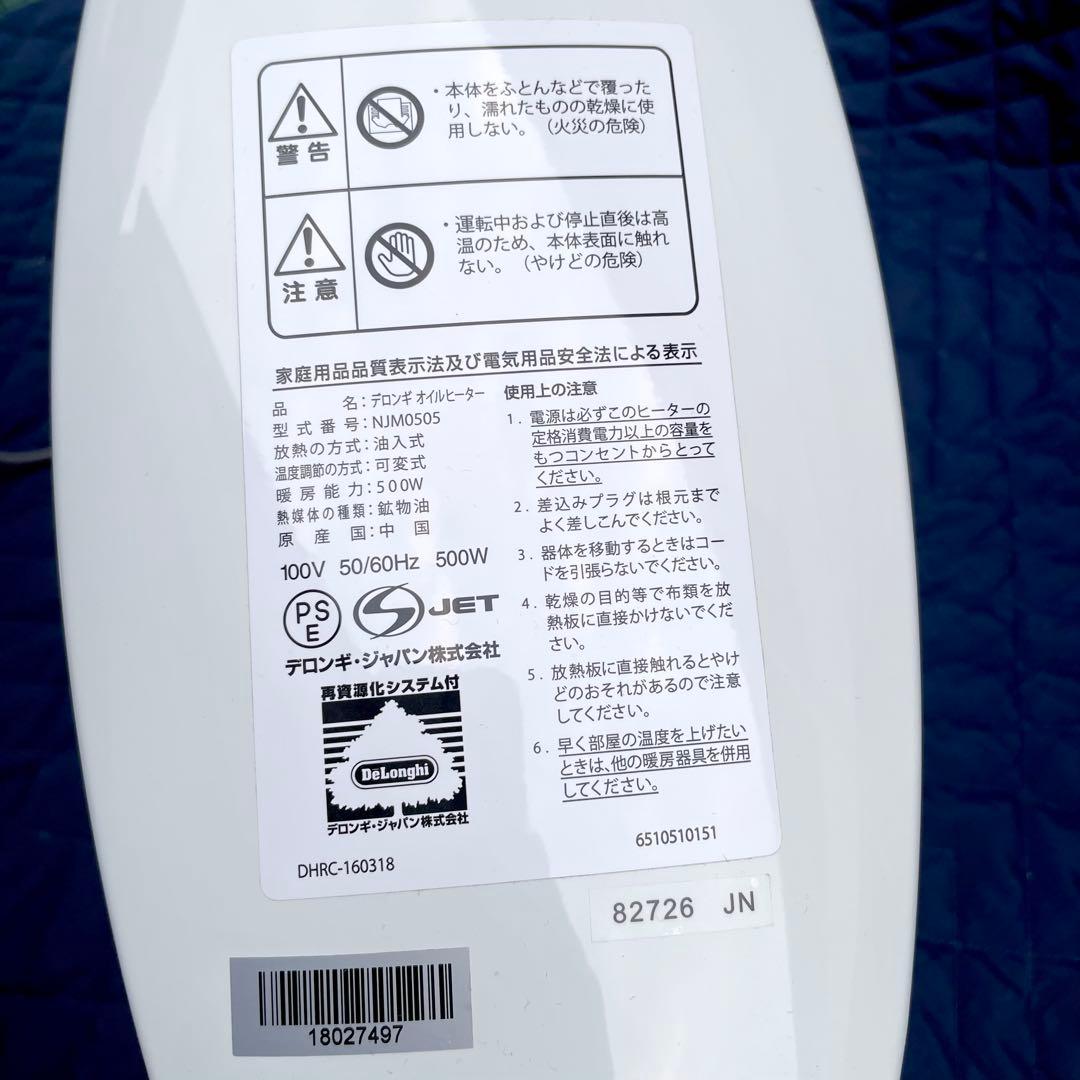 警告
・本体をふとんなどで覆った
り、濡れたものの乾燥に使
用しない。（火災の危険）
注意
・運転中および停止直後は高
温のため、本体表面に触れ
ない。（やけどの危険）
家庭用品品質表示法及び電気用品安全法による表示
品名:デロンギ オイルヒーター
型式番号:NJM0505
放熱の方式:油入式
温度調節の方式:可変式
暖房能力:500W
熱媒体の種類:鉱物油
原産国:中国
100V 50/60Hz 500W
PS
E
S JET
デロンギ・ジャパン株式会社
再資源化システム付
DeLonghi
デロンギ・ジャパン株式会社
DHRC-160318
使用上の注意
1. 電源は必ずこのヒーターの
定格消費電力以上の容量を
もつコンセントからとって
ください。
2. 差込みプラグは根元まで
よく差しこんでください。
3. 器体を移動するときはコー
ドを引張らないでください。
4. 乾燥の目的等で布類を放
熱板に直接かけないでくだ
さい。
5. 放熱板に直接触れるとやけ
どのおそれがあるので注意
してください。
6. 早く部屋の温度を上げたい
ときは、他の暖房器具を併用
してください。
6510510151
82726 JN
18027497